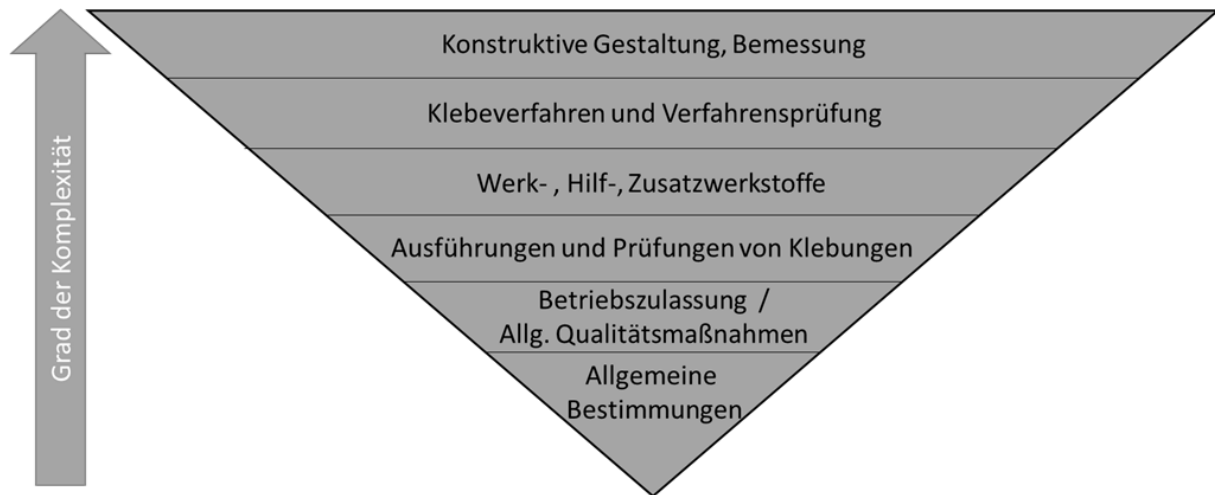 Konstruktive Gestaltung, Bemessung
Klebeverfahren und Verfahrensprüfung
Werk- , Hilf-, Zusatzwerkstoffe
Ausführungen und Prüfungen von Klebungen
Betriebszulassung /
Allg. Qualitätsmaßnahmen
Allgemeine
Bestimmungen
Grad der Komplexität